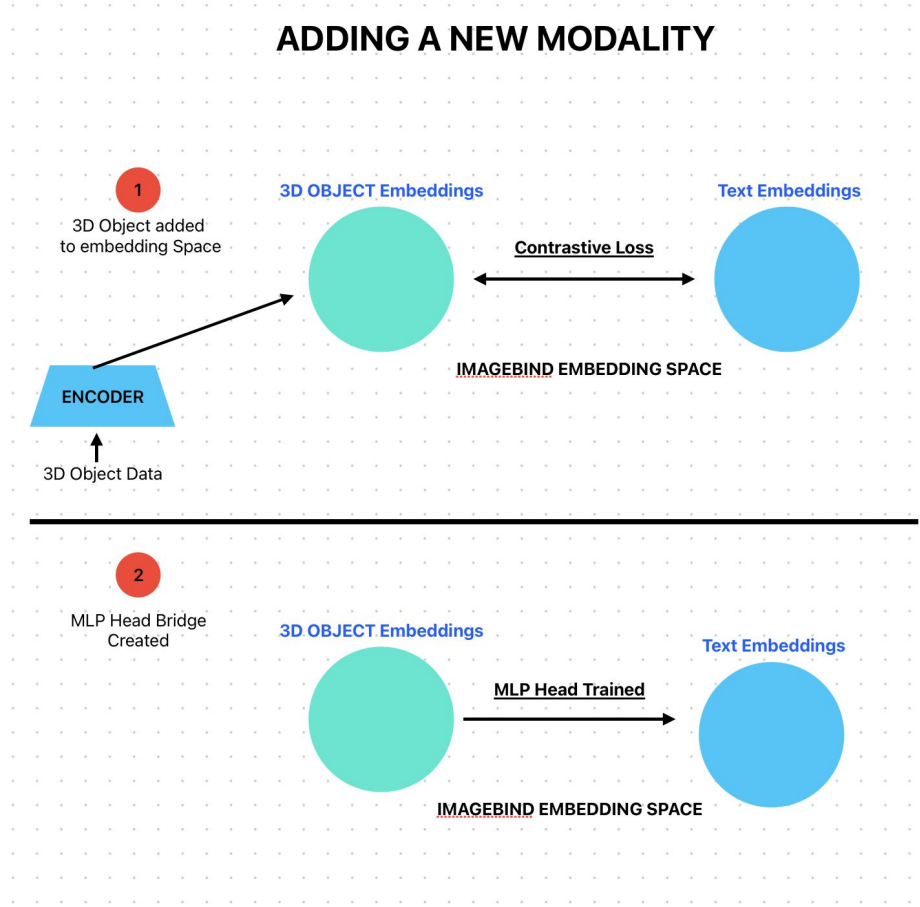 ADDING A NEW MODALITY
1
3D Object added
to embedding Space
3D OBJECT Embeddings
Text Embeddings
Contrastive Loss
IMAGEBIND EMBEDDING SPACE
ENCODER
3D Object Data
2
MLP Head Bridge
Created
3D OBJECT Embeddings
Text Embeddings
MLP Head Trained
IMAGEBIND EMBEDDING SPACE